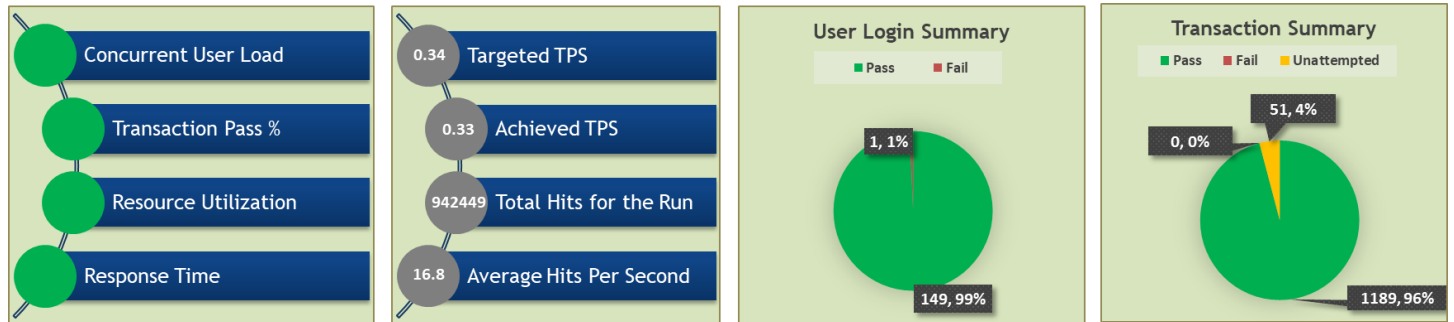 Concurrent User Load
Transaction Pass %
Resource Utilization
Response Time
0.34 Targeted TPS
0.33 Achieved TPS
942449 Total Hits for the Run
16.8 Average Hits Per Second
User Login Summary
Pass Fail
1, 1%
149, 99%
Transaction Summary
Pass Fail Unattempted
51, 4%
0, 0%
1189, 96%